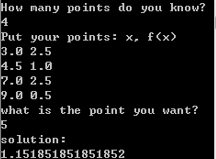 How many points do you know?
4
Put your points: x, f(x)
3.0 2.5
4.5 1.0
7.0 2.5
9.0 0.5
what is the point you want?
5
solution:
1.151851851851852